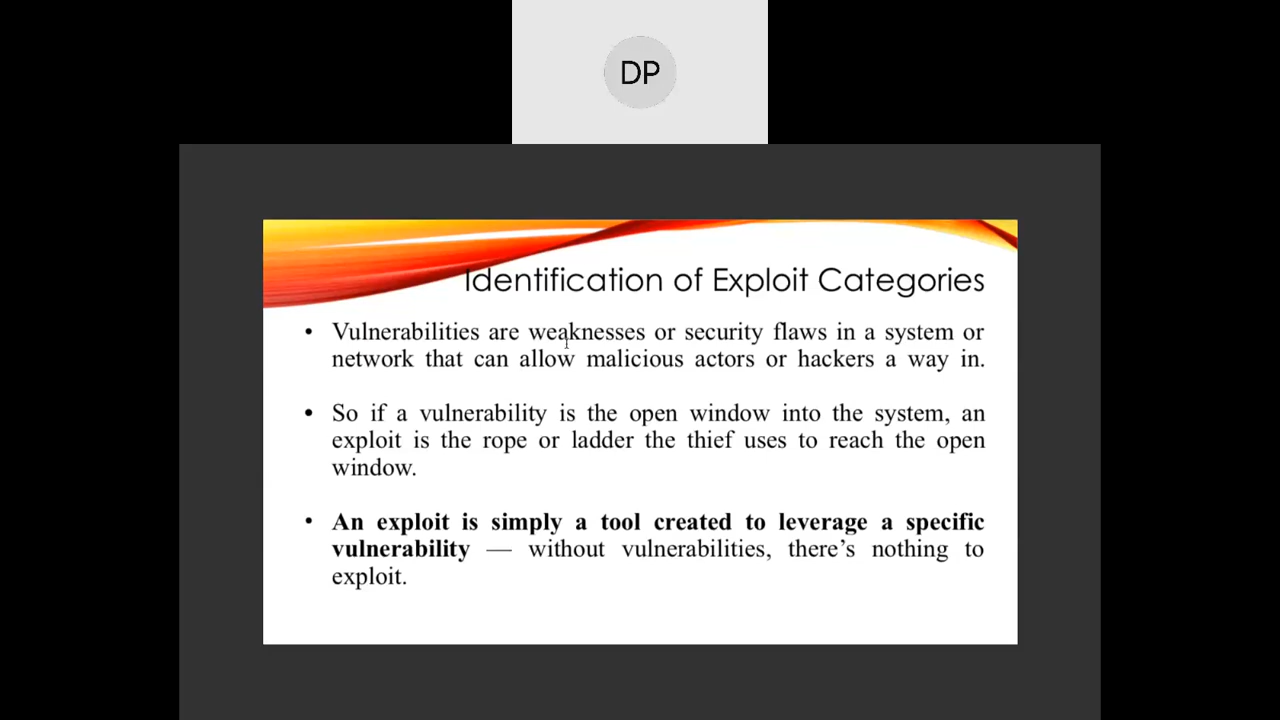 DP
Identification of Exploit Categories
• Vulnerabilities are weaknesses or security flaws in a system or
network that can allow malicious actors or hackers a way in.
• So if a vulnerability is the open window into the system, an
exploit is the rope or ladder the thief uses to reach the open
window.
• An exploit is simply a tool created to leverage a specific
vulnerability — without vulnerabilities, there’s nothing to
exploit.